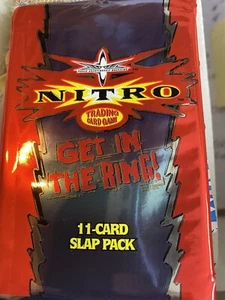 NITRO
TRADING
CARD GAME
GET IN
THE RING!
11-CARD
SLAP PACK